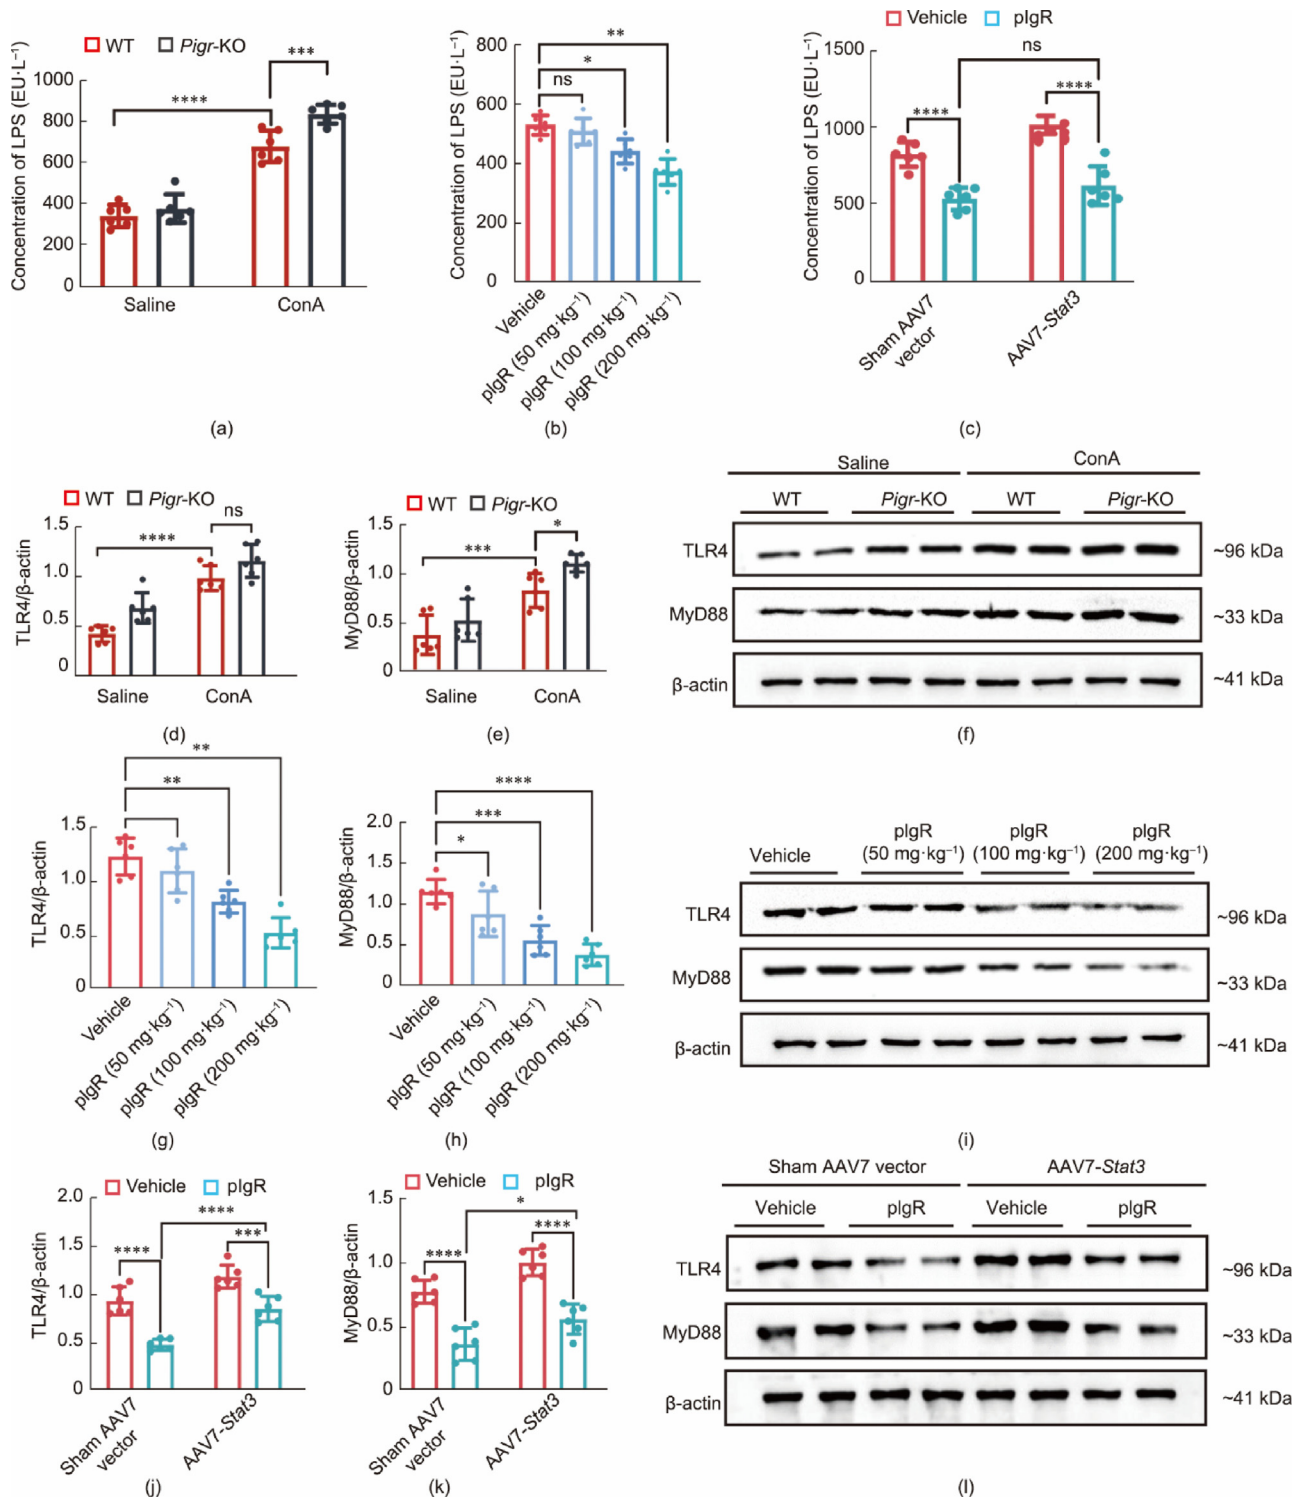 WT Pigr-KO
Concentration of LPS (EU·L⁻¹)
1000
800
600
400
200
0
****
***
Saline ConA
(a)
Concentration of LPS (EU·L⁻¹)
800
600
400
200
0
**
*
ns
Vehicle
pIgR (50 mg·kg⁻¹)
pIgR (100 mg·kg⁻¹)
pIgR (200 mg·kg⁻¹)
(b)
Vehicle pIgR
Concentration of LPS (EU·L⁻¹)
1500
1000
500
0
ns
****
****
Sham AAV7
vector
AAV7-Stat3
(c)
WT Pigr-KO
TLR4/β-actin
1.5
1.0
0.5
0
****
ns
Saline ConA
(d)
WT Pigr-KO
MyD88/β-actin
1.5
1.0
0.5
0
***
*
Saline ConA
(e)
Saline ConA
WT Pigr-KO WT Pigr-KO
TLR4 ~96 kDa
MyD88 ~33 kDa
β-actin ~41 kDa
(f)
TLR4/β-actin
1.5
1.0
0.5
0
**
**
Vehicle
pIgR (50 mg·kg⁻¹)
pIgR (100 mg·kg⁻¹)
pIgR (200 mg·kg⁻¹)
(g)
MyD88/β-actin
2.0
1.5
1.0
0.5
0
****
***
*
Vehicle
pIgR (50 mg·kg⁻¹)
pIgR (100 mg·kg⁻¹)
pIgR (200 mg·kg⁻¹)
(h)
Vehicle
pIgR
(50 mg·kg⁻¹)
pIgR
(100 mg·kg⁻¹)
pIgR
(200 mg·kg⁻¹)
TLR4 ~96 kDa
MyD88 ~33 kDa
β-actin ~41 kDa
(i)
Vehicle pIgR
TLR4/β-actin
2.0
1.5
1.0
0.5
0
****
****
***
Sham AAV7
vector
AAV7-Stat3
(j)
Vehicle pIgR
MyD88/β-actin
1.5
1.0
0.5
0
*
****
****
Sham AAV7
vector
AAV7-Stat3
(k)
Sham AAV7 vector AAV7-Stat3
Vehicle pIgR Vehicle pIgR
TLR4 ~96 kDa
MyD88 ~33 kDa
β-actin ~41 kDa
(l)